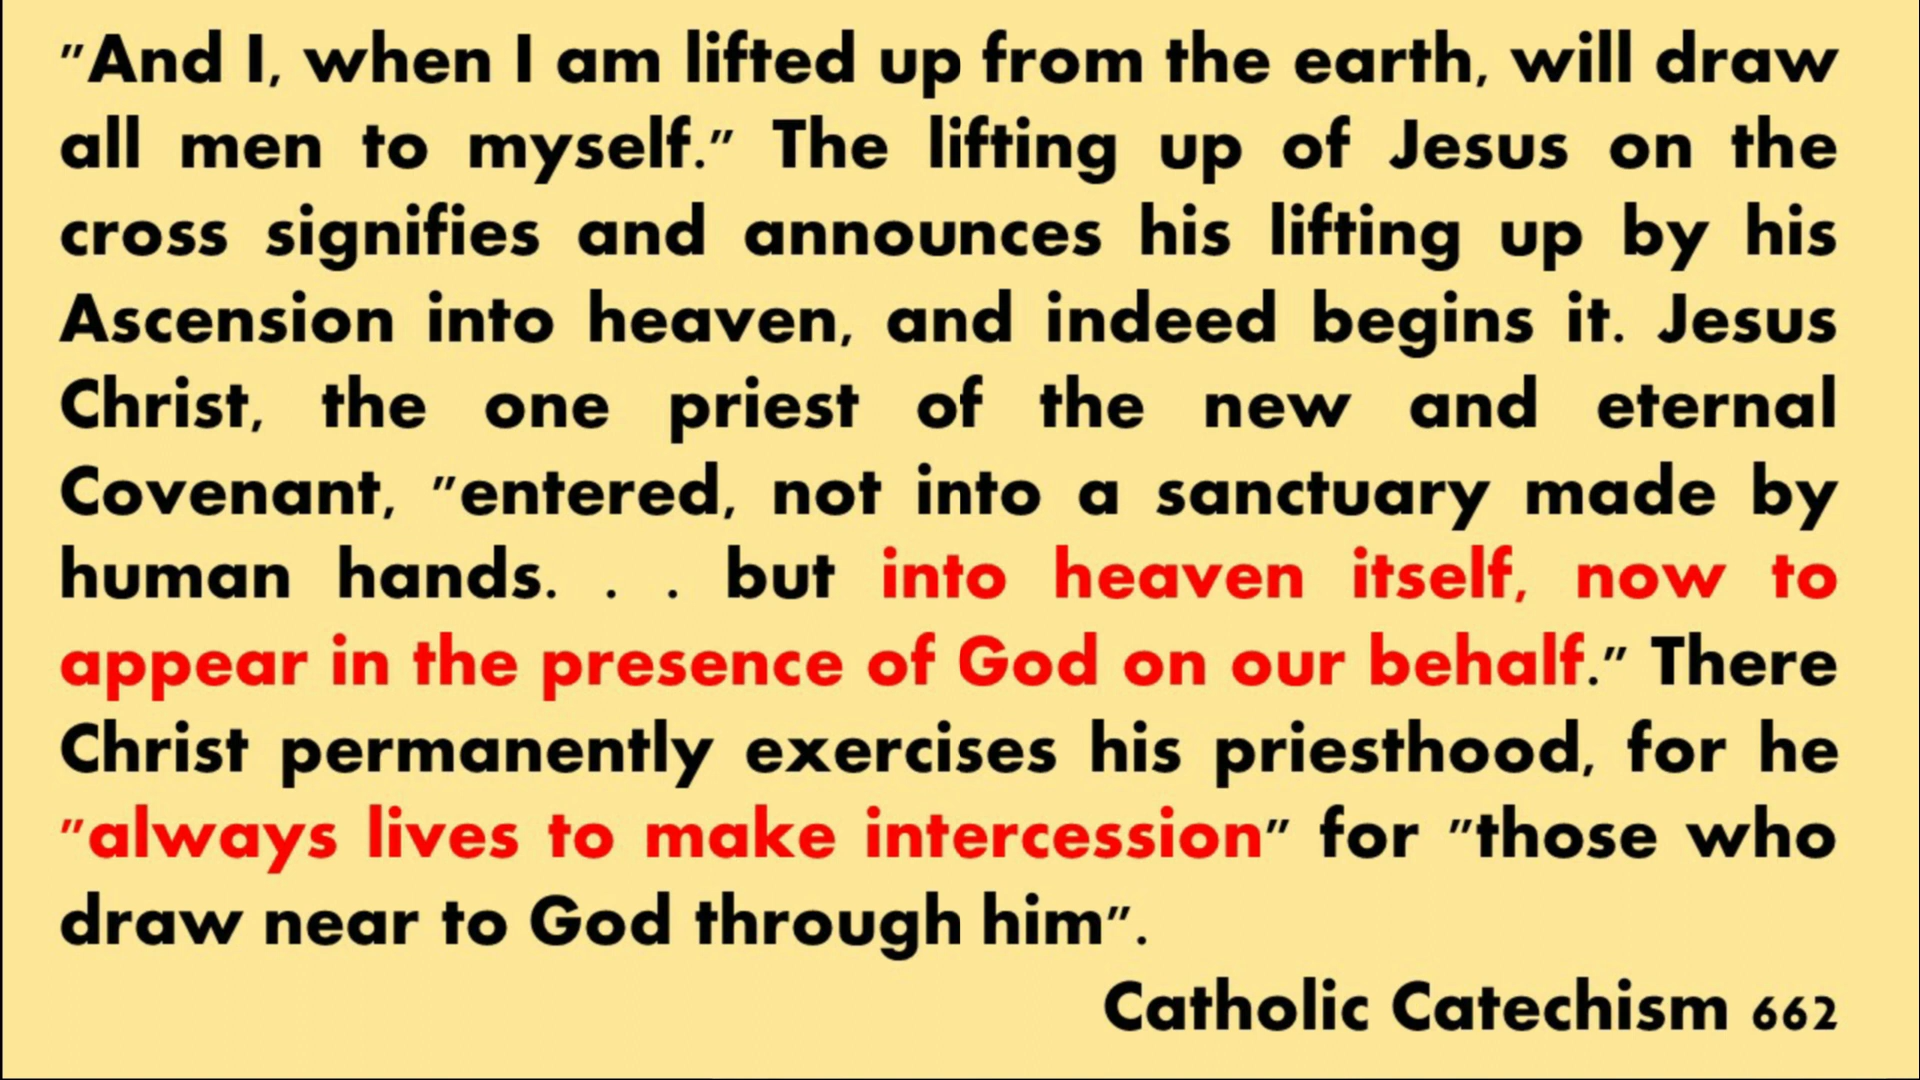 "And I, when I am lifted up from the earth, will draw
all men to myself." The lifting up of Jesus on the
cross signifies and announces his lifting up by his
Ascension into heaven, and indeed begins it. Jesus
Christ, the one priest of the new and eternal
Covenant, "entered, not into a sanctuary made by
human hands. . . but into heaven itself, now to
appear in the presence of God on our behalf." There
Christ permanently exercises his priesthood, for he
"always lives to make intercession" for "those who
draw near to God through him".
Catholic Catechism 662